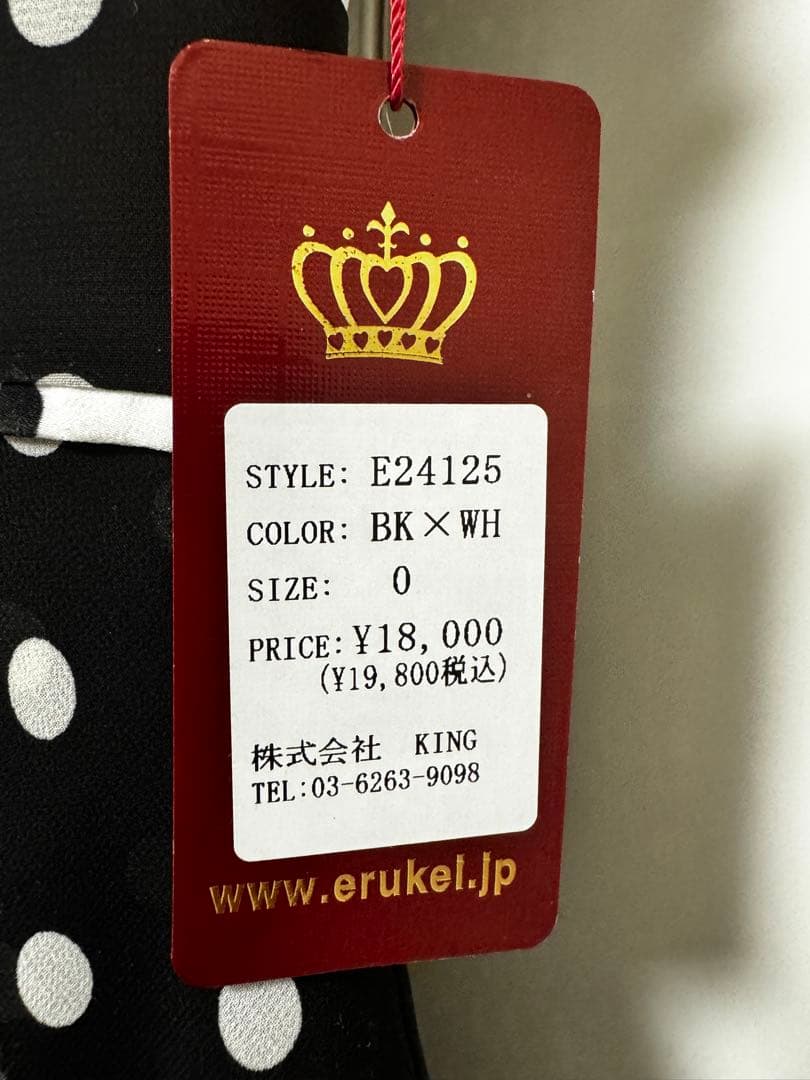 STYLE: E24125
COLOR: BK×WH
SIZE: 0
PRICE:¥18,000
(¥19,800税込)
株式会社 KING
TEL:03-6263-9098
www.erukei.jp